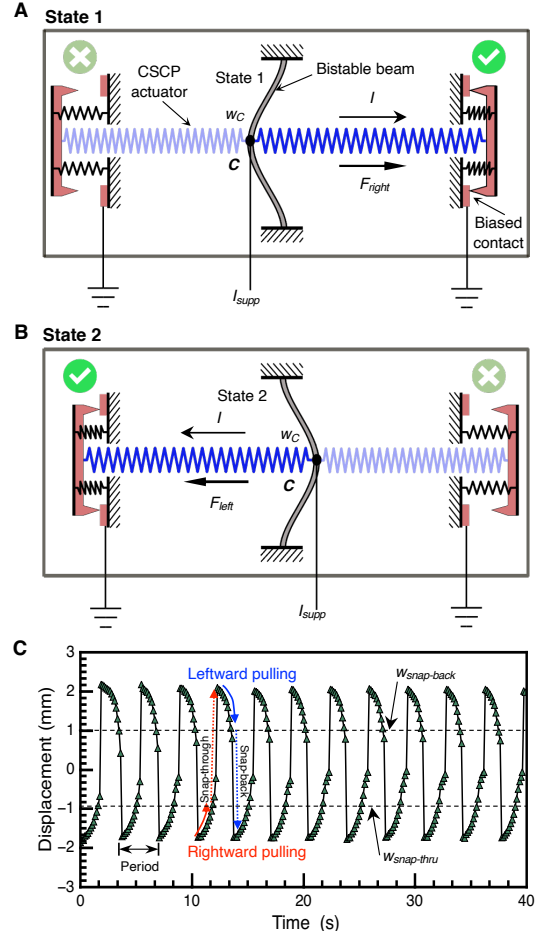 A State 1
CSCP
actuator
State 1
Bistable beam
w_C
I
C
F_right
Biased
contact
I_supp
B State 2
State 2
I
w_C
C
F_left
I_supp
C
Displacement (mm)
3
2
1
0
−1
−2
−3
Leftward pulling
w_snap-back
Snap-through
Snap-back
Rightward pulling
Period
w_snap-thru
0 10 20 30 40
Time (s)